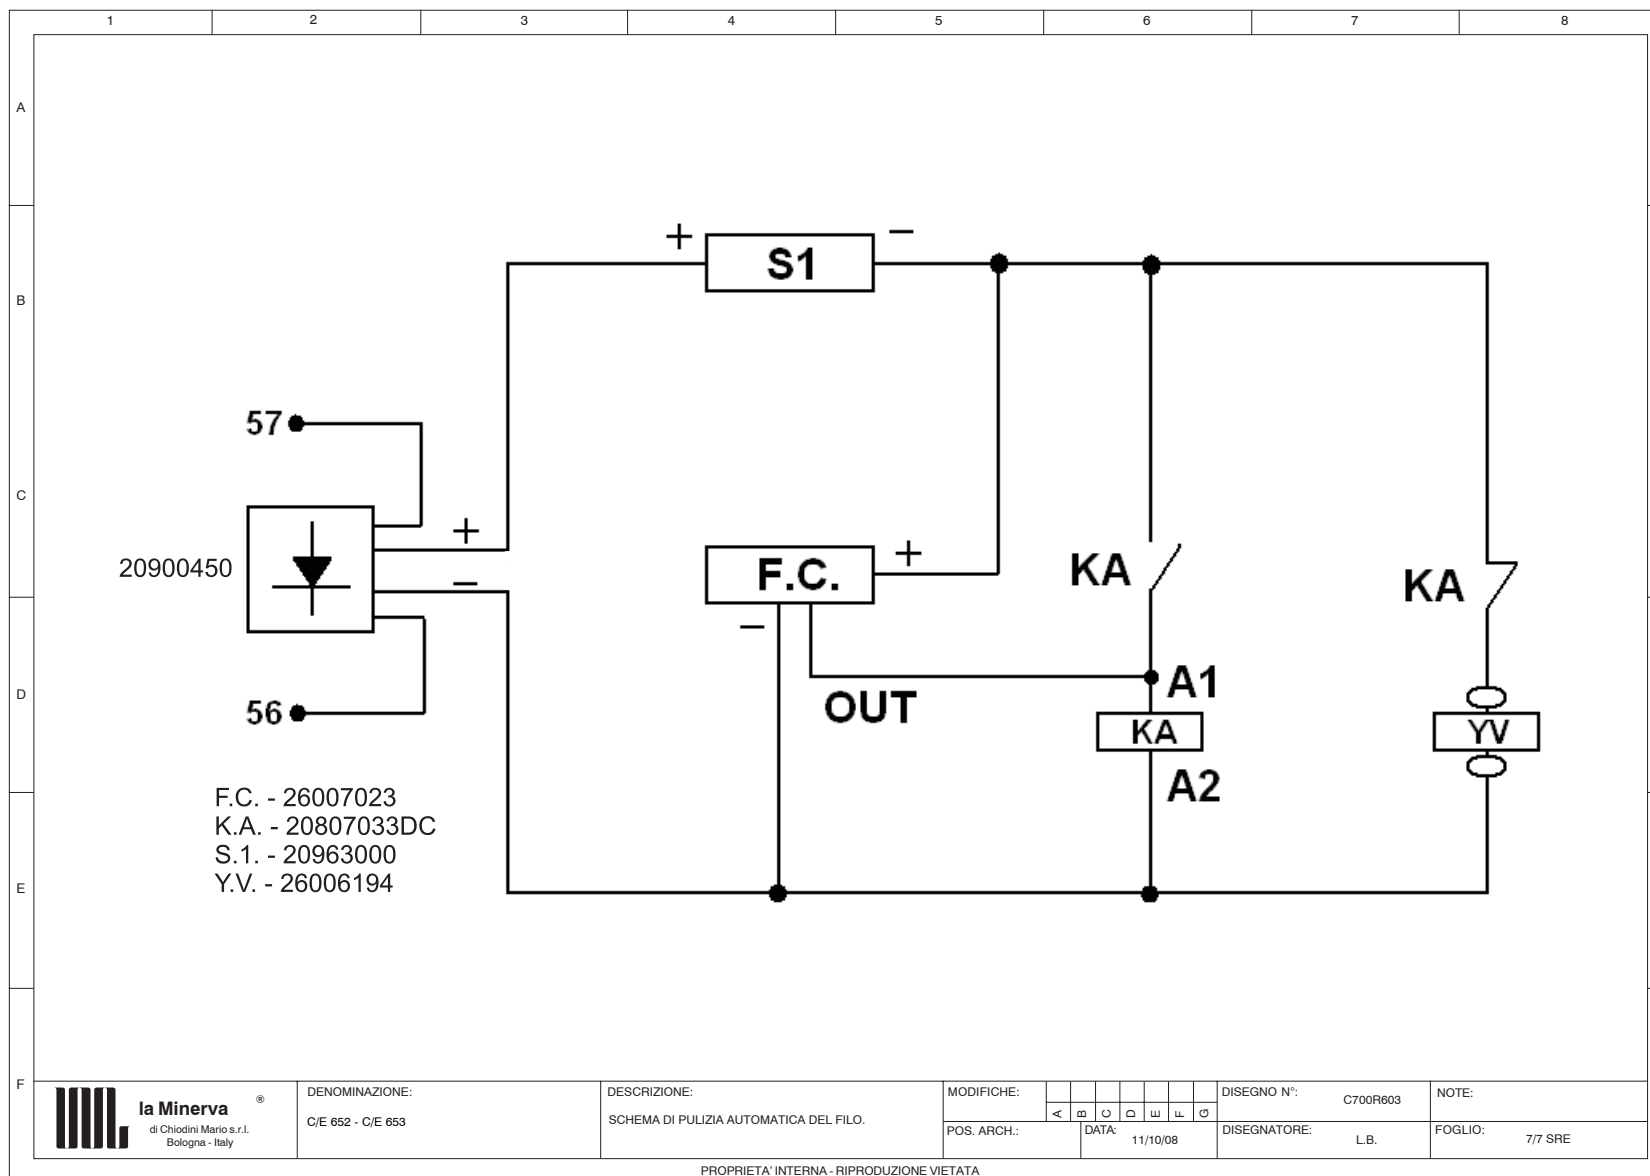 1 2 3 4 5 6 7 8
A
B
C
D
E
F
+ S1 −
57
+
−
20900450
56
F.C.
+
−
OUT
KA
KA
A1
KA
A2
YV
F.C. - 26007023
K.A. - 20807033DC
S.1. - 20963000
Y.V. - 26006194
la Minerva ®
di Chiodini Mario s.r.l.
Bologna - Italy
DENOMINAZIONE:
C/E 652 - C/E 653
DESCRIZIONE:
SCHEMA DI PULIZIA AUTOMATICA DEL FILO.
MODIFICHE:
A B C D E F G
POS. ARCH.:
DATA:
11/10/08
DISEGNO N°:
C700R603
DISEGNATORE:
L.B.
NOTE:
FOGLIO:
7/7 SRE
PROPRIETA' INTERNA - RIPRODUZIONE VIETATA